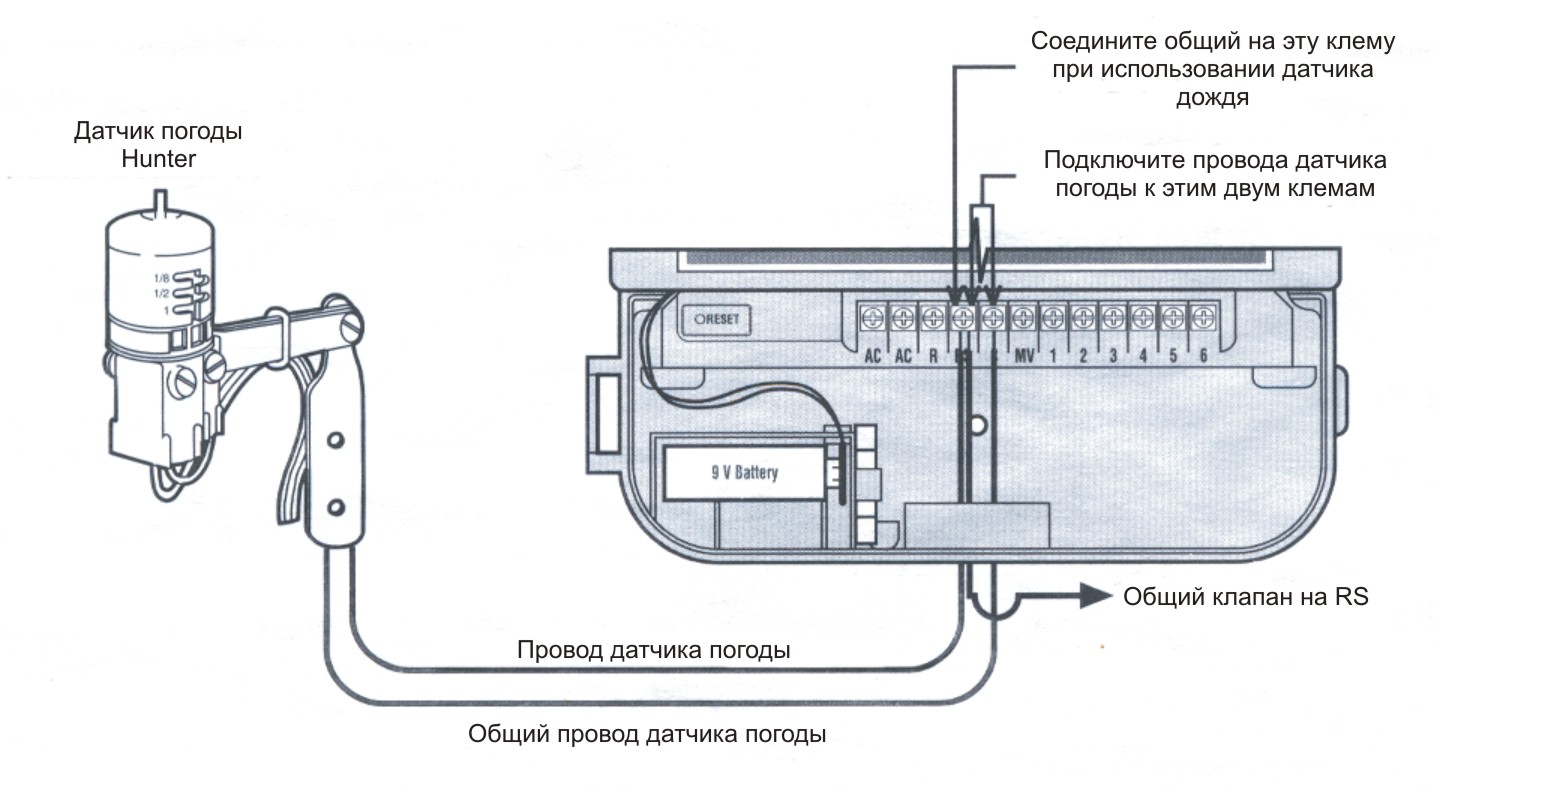 Соедините общий на эту клему
при использовании датчика
дождя
Датчик погоды
Hunter
Подключите провода датчика
погоды к этим двум клемам
1/8
1/2
1
RESET
AC AC R MV 1 2 3 4 5 6
9 V Battery
Общий клапан на RS
Провод датчика погоды
Общий провод датчика погоды